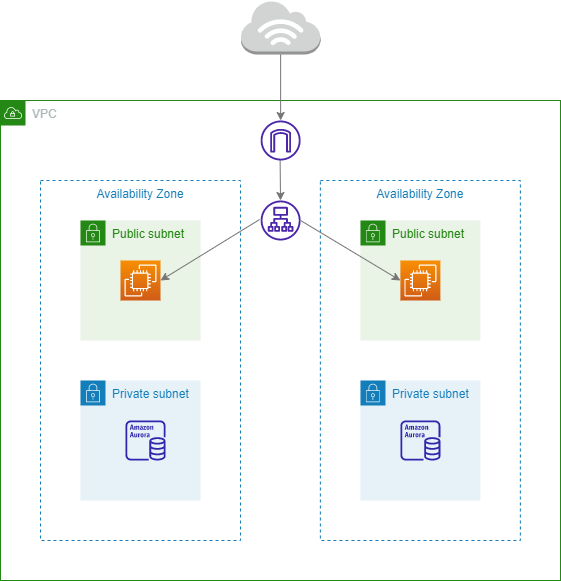 VPC
Availability Zone
Availability Zone
Public subnet
Public subnet
Private subnet
Private subnet
Amazon
Aurora
Amazon
Aurora